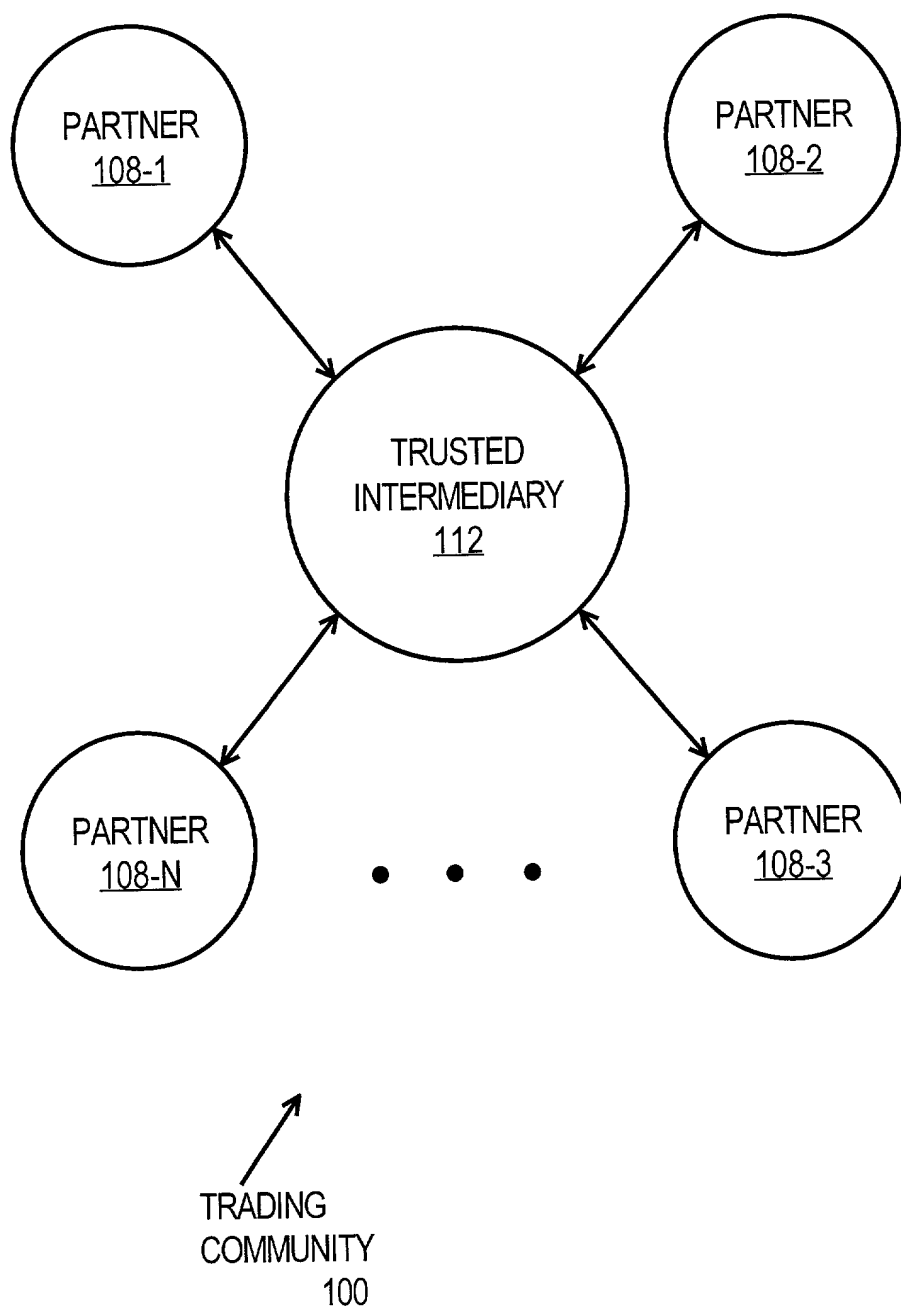 PARTNER
108-1
PARTNER
108-2
TRUSTED
INTERMEDIARY
112
PARTNER
108-N
PARTNER
108-3
TRADING
COMMUNITY
100